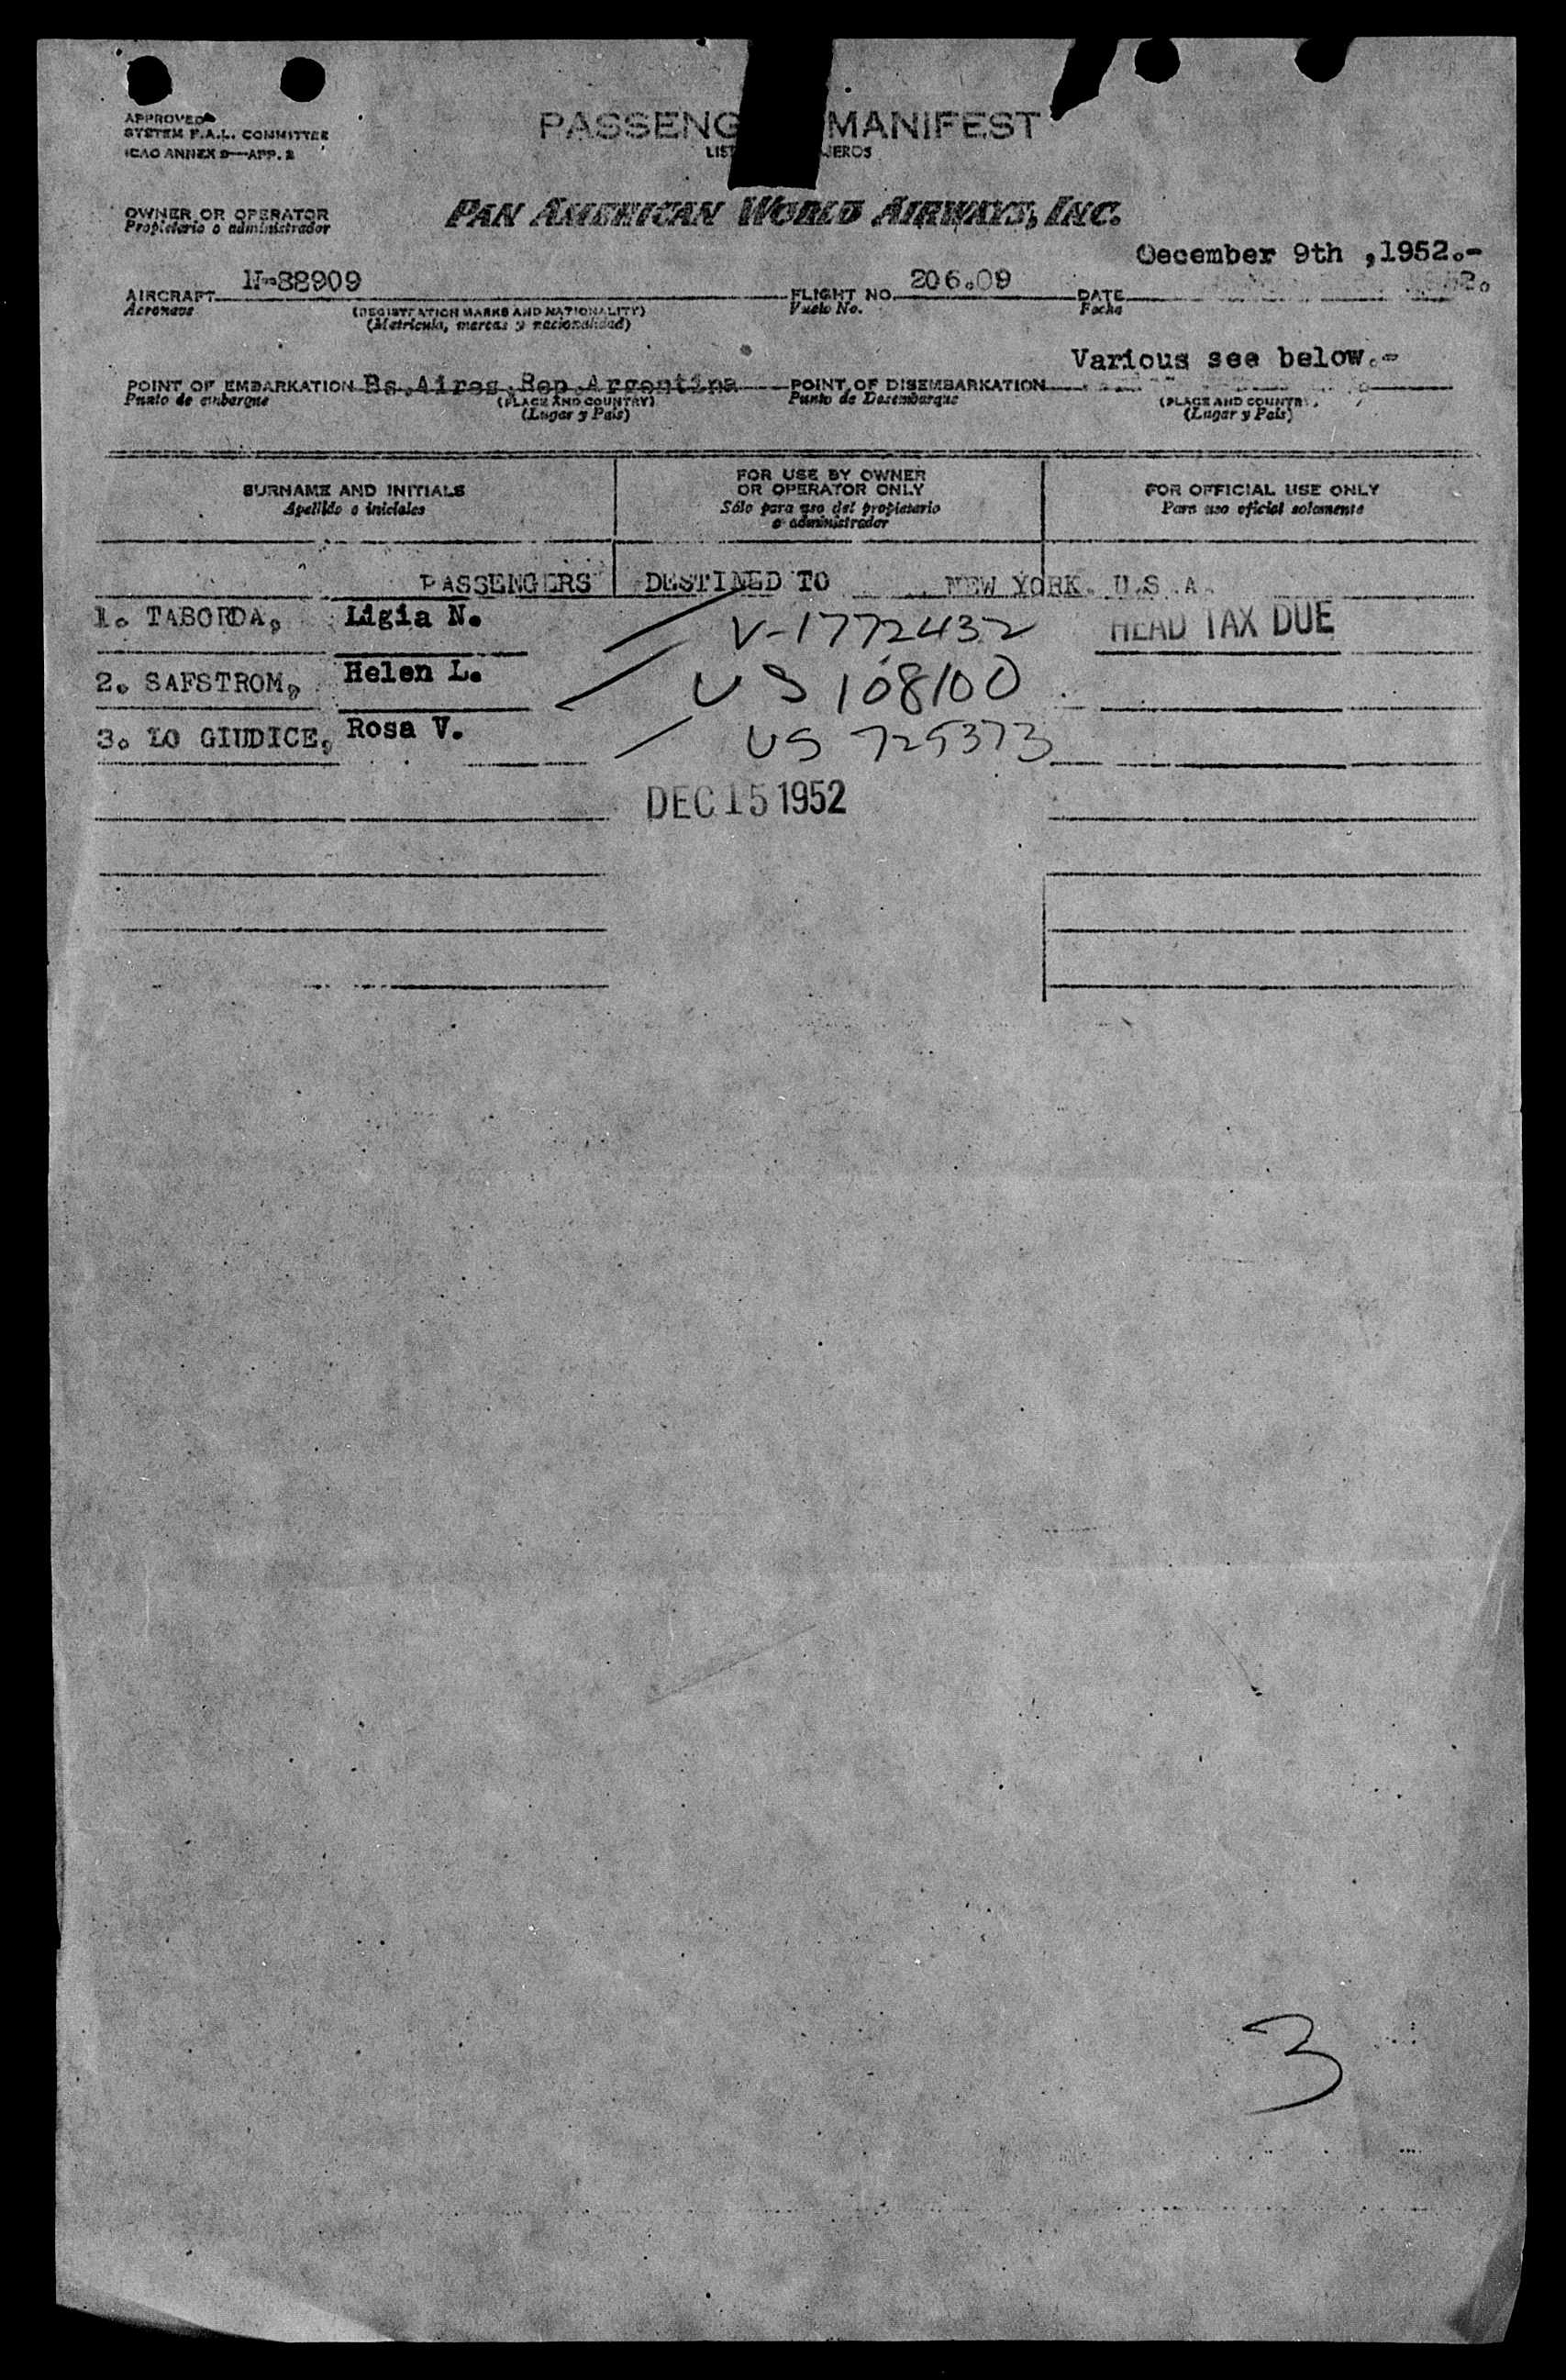 APPROVED
SYSTEM F.A.L. COMMITTEE
ICAO ANNEX 9—APP. 2
PASSENG MANIFEST
LIST JEROS
OWNER OR OPERATOR
Propietario o administrador
PAN AMERICAN WORLD AIRWAYS, INC.
December 9th ,1952.-
AIRCRAFT N-88909 FLIGHT NO. 206.09 DATE
Aeronave (REGISTRATION MARKS AND NATIONALITY) Vuelo No. Fecha
(Matricula, marcas y nacionalidad)
Various see below.-
POINT OF EMBARKATION Bs.Aires.Rep.Argentina POINT OF DISEMBARKATION
Punto de embarque (PLACE AND COUNTRY) Punto de Desembarque (PLACE AND COUNTRY)
(Lugar y País) (Lugar y País)
SURNAME AND INITIALS
Apellido o iniciales
FOR USE BY OWNER
OR OPERATOR ONLY
Sólo para uso del propietario
o administrador
FOR OFFICIAL USE ONLY
Para uso oficial solamente
PASSENGERS DESTINED TO NEW YORK. U.S.A.
1. TABORDA, Ligia N. V-1772432 HEAD TAX DUE
2. SAFSTROM, Helen L. US 108100
3. LO GIUDICE, Rosa V. US 725373
DEC 15 1952
3